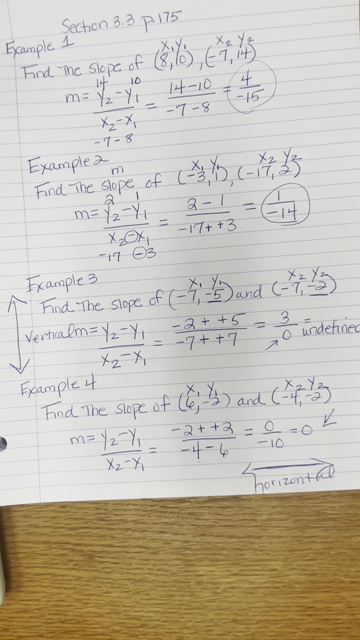 Section 3.3 p.175
Example 1
x₁ y₁ x₂ y₂
Find The slope of (8, 10), (-7, 14)
14 10
m = y₂-y₁ / x₂-x₁ = 14-10 / -7-8 = 4 / -15
-7-8
Example 2
m x₁ y₁ x₂ y₂
Find The slope of (-3, 1), (-17, 2)
2 1
m = y₂-y₁ / x₂-x₁ = 2-1 / -17++3 = 1 / -14
-17 - -3
Example 3
x₁ y₁ x₂ y₂
Find The slope of (-7, -5) and (-7, -2)
Vertical m = y₂-y₁ / x₂-x₁ = -2++5 / -7++7 = 3 / 0 = undefined
Example 4
x₁ y₁ x₂ y₂
Find The slope of (6, -2) and (-4, -2)
m = y₂-y₁ / x₂-x₁ = -2++2 / -4-6 = 0 / -10 = 0
horizontal